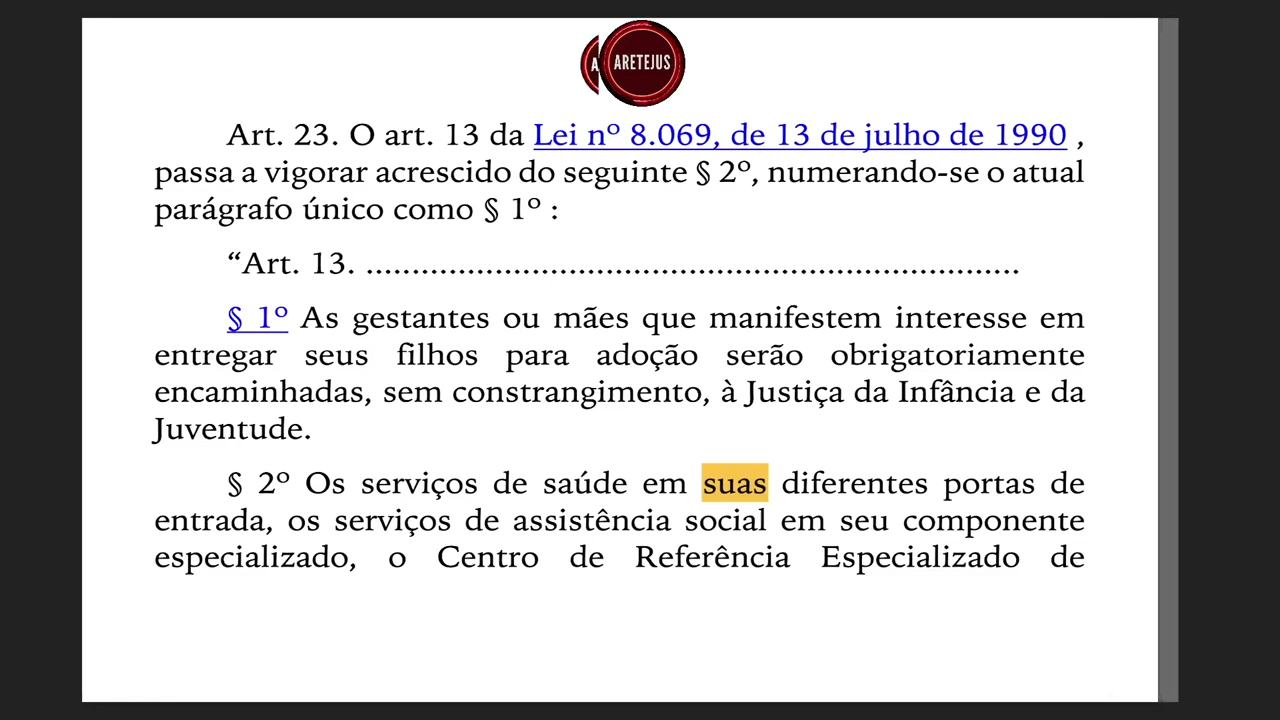 A ARETEJUS
Art. 23. O art. 13 da Lei nº 8.069, de 13 de julho de 1990 ,
passa a vigorar acrescido do seguinte § 2º, numerando-se o atual
parágrafo único como § 1º :
“Art. 13. .......................................................................
§ 1º As gestantes ou mães que manifestem interesse em
entregar seus filhos para adoção serão obrigatoriamente
encaminhadas, sem constrangimento, à Justiça da Infância e da
Juventude.
§ 2º Os serviços de saúde em suas diferentes portas de
entrada, os serviços de assistência social em seu componente
especializado, o Centro de Referência Especializado de